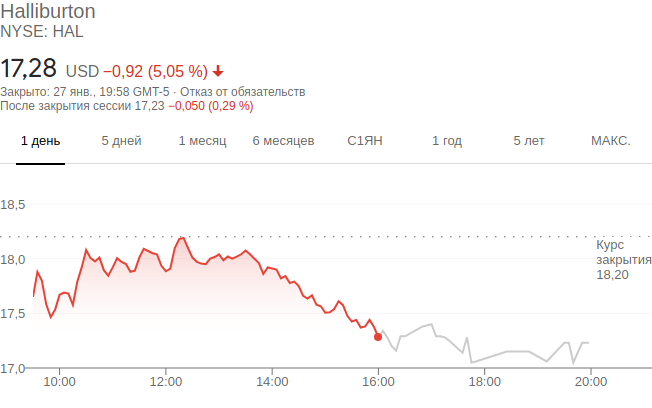 Halliburton
NYSE: HAL
17,28 USD −0,92 (5,05 %)
Закрыто: 27 янв., 19:58 GMT-5 · Отказ от обязательств
После закрытия сессии 17,23 −0,050 (0,29 %)
1 день 5 дней 1 месяц 6 месяцев С1ЯН 1 год 5 лет МАКС.
18,5
Курс
закрытия
18,20
18,0
17,5
17,0
10:00 12:00 14:00 16:00 18:00 20:00